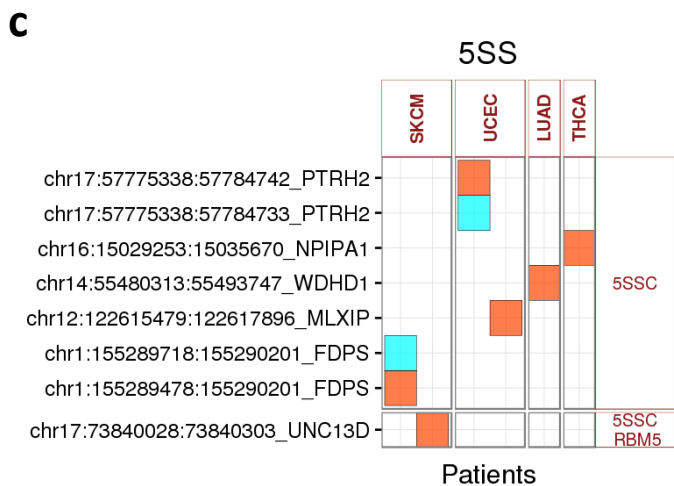 c
5SS
SKCM
UCEC
LUAD
THCA
chr17:57775338:57784742_PTRH2
chr17:57775338:57784733_PTRH2
chr16:15029253:15035670_NPIPA1
chr14:55480313:55493747_WDHD1
chr12:122615479:122617896_MLXIP
chr1:155289718:155290201_FDPS
chr1:155289478:155290201_FDPS
5SSC
chr17:73840028:73840303_UNC13D
5SSC
RBM5
Patients